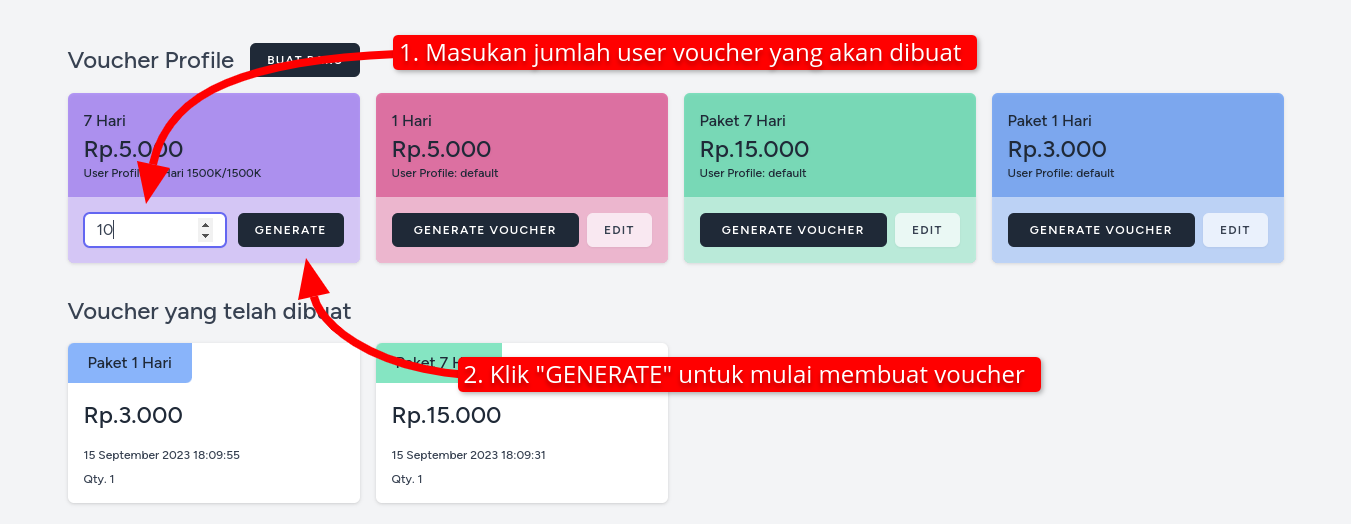 Voucher Profile
1. Masukan jumlah user voucher yang akan dibuat
7 Hari
Rp.5.000
User Profile: Hari 1500K/1500K
10
GENERATE
1 Hari
Rp.5.000
User Profile: default
GENERATE VOUCHER
EDIT
Paket 7 Hari
Rp.15.000
User Profile: default
GENERATE VOUCHER
EDIT
Paket 1 Hari
Rp.3.000
User Profile: default
GENERATE VOUCHER
EDIT
Voucher yang telah dibuat
2. Klik "GENERATE" untuk mulai membuat voucher
Paket 1 Hari
Rp.3.000
15 September 2023 18:09:55
Qty. 1
Paket 7
Rp.15.000
15 September 2023 18:09:31
Qty. 1